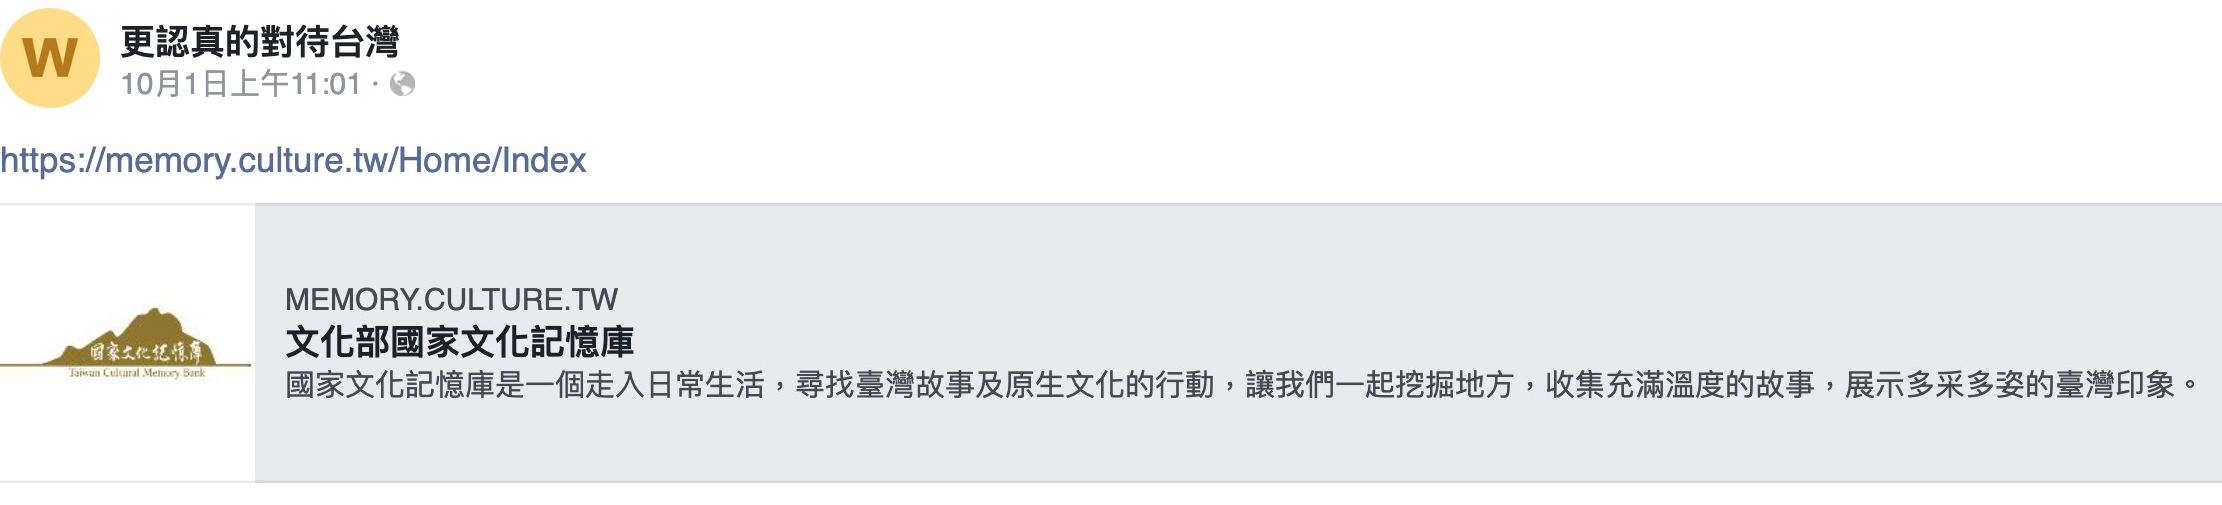 W
更認真的對待台灣
10月1日上午11:01 ·
https://memory.culture.tw/Home/Index
國家文化記憶庫
Taiwan Cultural Memory Bank
MEMORY.CULTURE.TW
文化部國家文化記憶庫
國家文化記憶庫是一個走入日常生活，尋找臺灣故事及原生文化的行動，讓我們一起挖掘地方，收集充滿溫度的故事，展示多采多姿的臺灣印象。